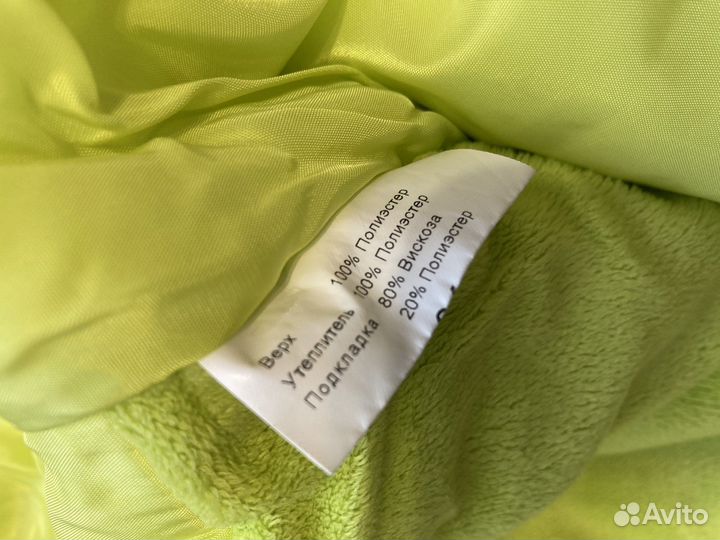 Верх 100% Полиэстер
Утеплитель 100% Полиэстер
Подкладка 80% Вискоза
20% Полиэстер
Avito